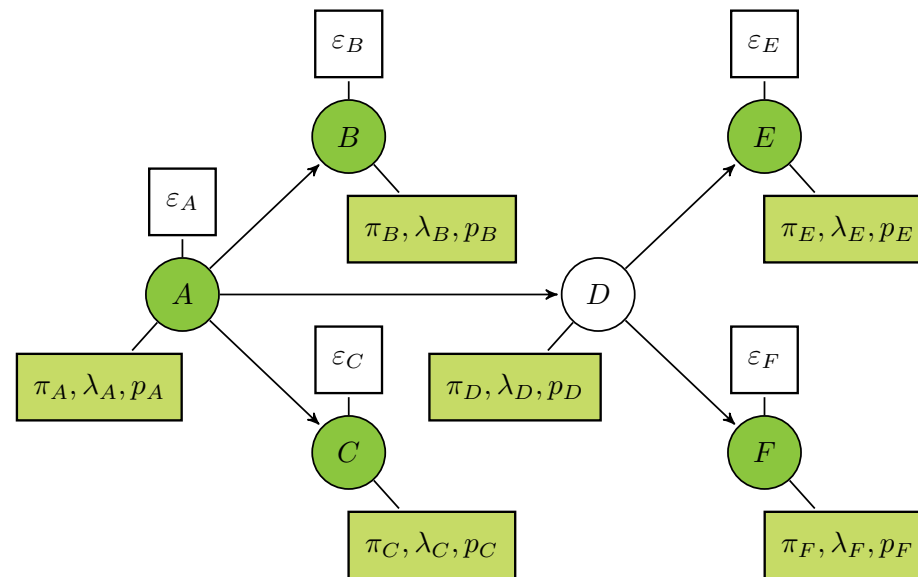 ε_B
ε_E
B
E
ε_A
π_B, λ_B, p_B
π_E, λ_E, p_E
A
D
ε_C
ε_F
π_A, λ_A, p_A
π_D, λ_D, p_D
C
F
π_C, λ_C, p_C
π_F, λ_F, p_F